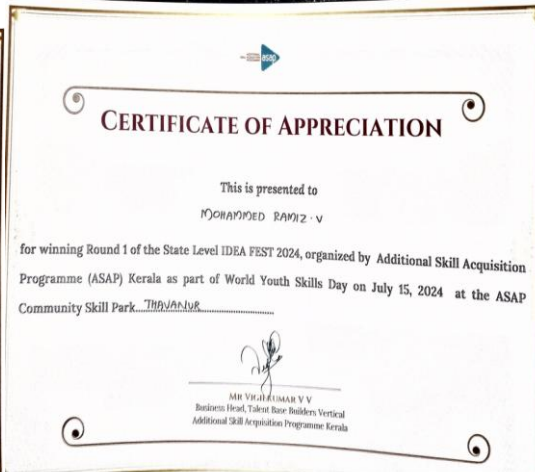 asap
CERTIFICATE OF APPRECIATION
This is presented to
MOHAMMED RAMIZ.V
for winning Round 1 of the State Level IDEA FEST 2024, organized by Additional Skill Acquisition
Programme (ASAP) Kerala as part of World Youth Skills Day on July 15, 2024 at the ASAP
Community Skill Park....THAVANUR........................
MR VIGIL KUMAR V V
Business Head, Talent Base Builders Vertical
Additional Skill Acquisition Programme Kerala